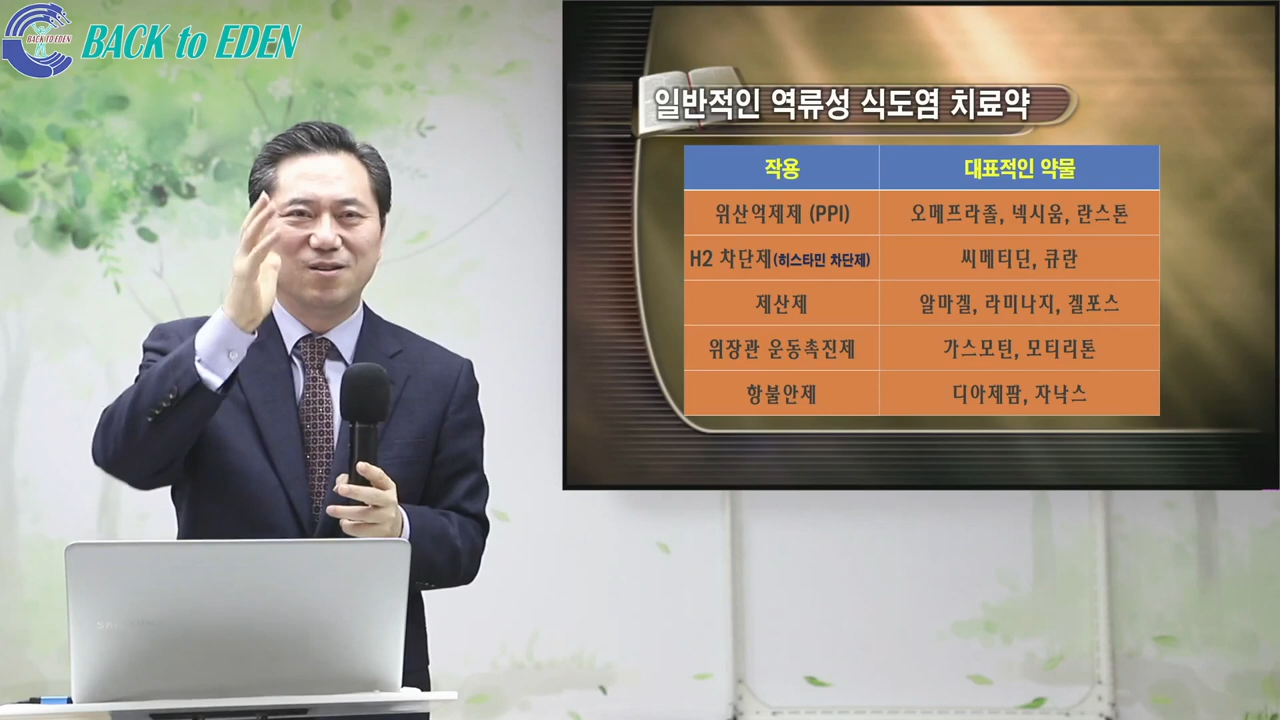 BACK TO EDEN
BACK to EDEN
일반적인 역류성 식도염 치료약
작용 대표적인 약물
위산억제제 (PPI) 오메프라졸, 넥시움, 란스톤
H2 차단제(히스타민 차단제) 씨메티딘, 큐란
제산제 알마겔, 라미나지, 겔포스
위장관 운동촉진제 가스모틴, 모티리톤
항불안제 디아제팜, 자낙스
SAMSUNG